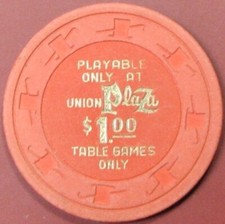 PLAYABLE
ONLY AT
UNION Plaza
$1.00
TABLE GAMES
ONLY